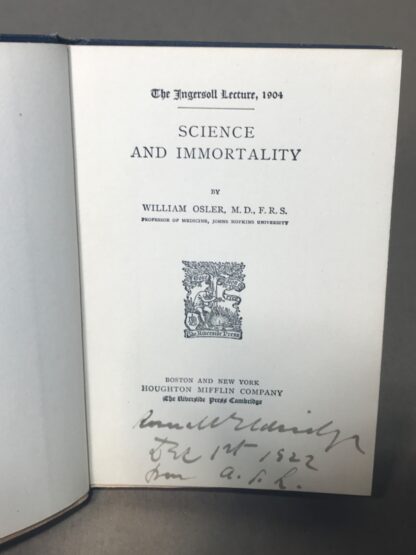 The Ingersoll Lecture, 1904
SCIENCE
AND IMMORTALITY
BY
WILLIAM OSLER, M.D., F.R.S.
PROFESSOR OF MEDICINE, JOHNS HOPKINS UNIVERSITY
The Riverside Press
BOSTON AND NEW YORK
HOUGHTON MIFFLIN COMPANY
The Riverside Press Cambridge
Dec 1st 1922
from A.